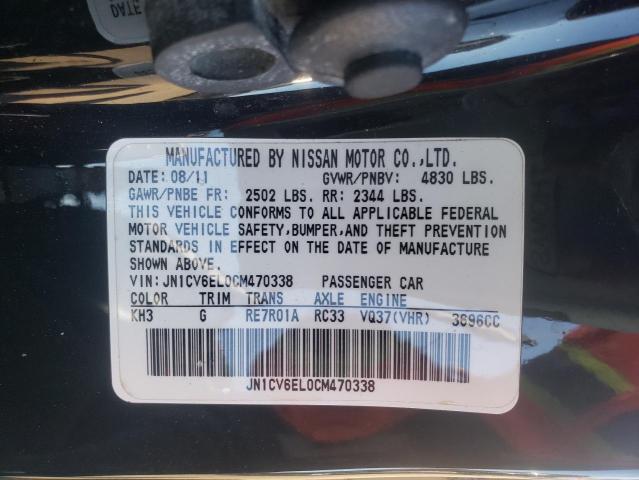 DATE
MANUFACTURED BY NISSAN MOTOR CO.,LTD.
DATE: 08/11 GVWR/PNBV: 4830 LBS.
GAWR/PNBE FR: 2502 LBS. RR: 2344 LBS.
THIS VEHICLE CONFORMS TO ALL APPLICABLE FEDERAL
MOTOR VEHICLE SAFETY,BUMPER,AND THEFT PREVENTION
STANDARDS IN EFFECT ON THE DATE OF MANUFACTURE
SHOWN ABOVE.
VIN:JN1CV6EL0CM470338 PASSENGER CAR
COLOR TRIM TRANS AXLE ENGINE
KH3 G RE7R01A RC33 VQ37(VHR) 3696CC
JN1CV6EL0CM470338